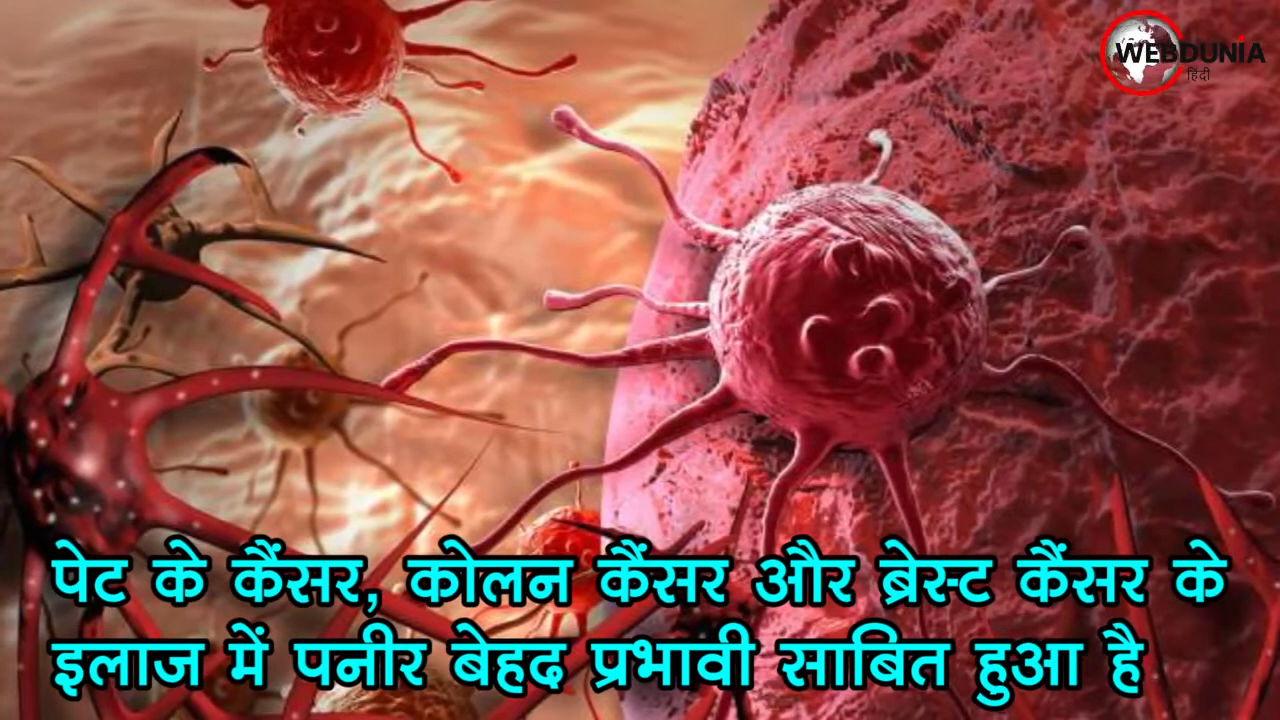 WEBDUNIA
हिंदी
पेट के कैंसर, कोलन कैंसर और ब्रेस्ट कैंसर के
इलाज में पनीर बेहद प्रभावी साबित हुआ है